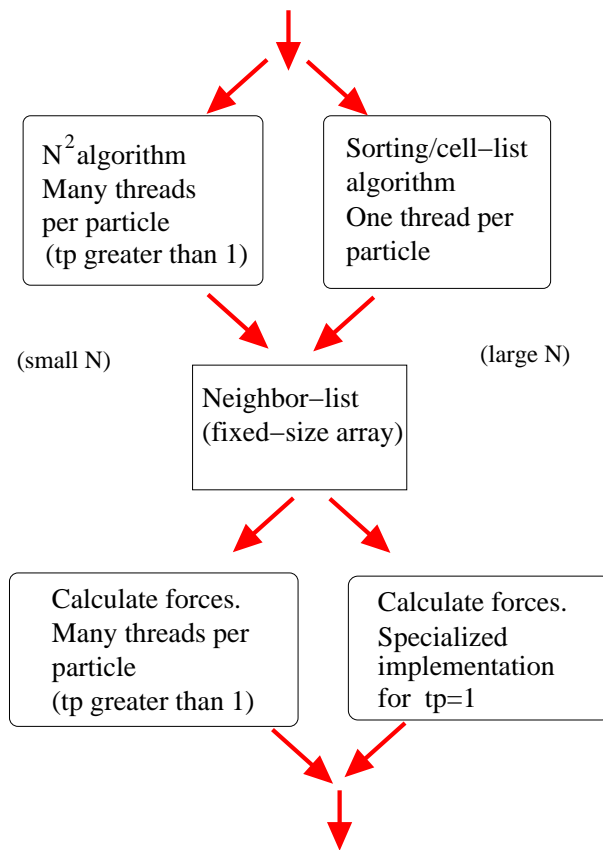 N² algorithm
Many threads
per particle
(tp greater than 1)
Sorting/cell−list
algorithm
One thread per
particle
(small N)
(large N)
Neighbor−list
(fixed−size array)
Calculate forces.
Many threads per
particle
(tp greater than 1)
Calculate forces.
Specialized
implementation
for tp=1